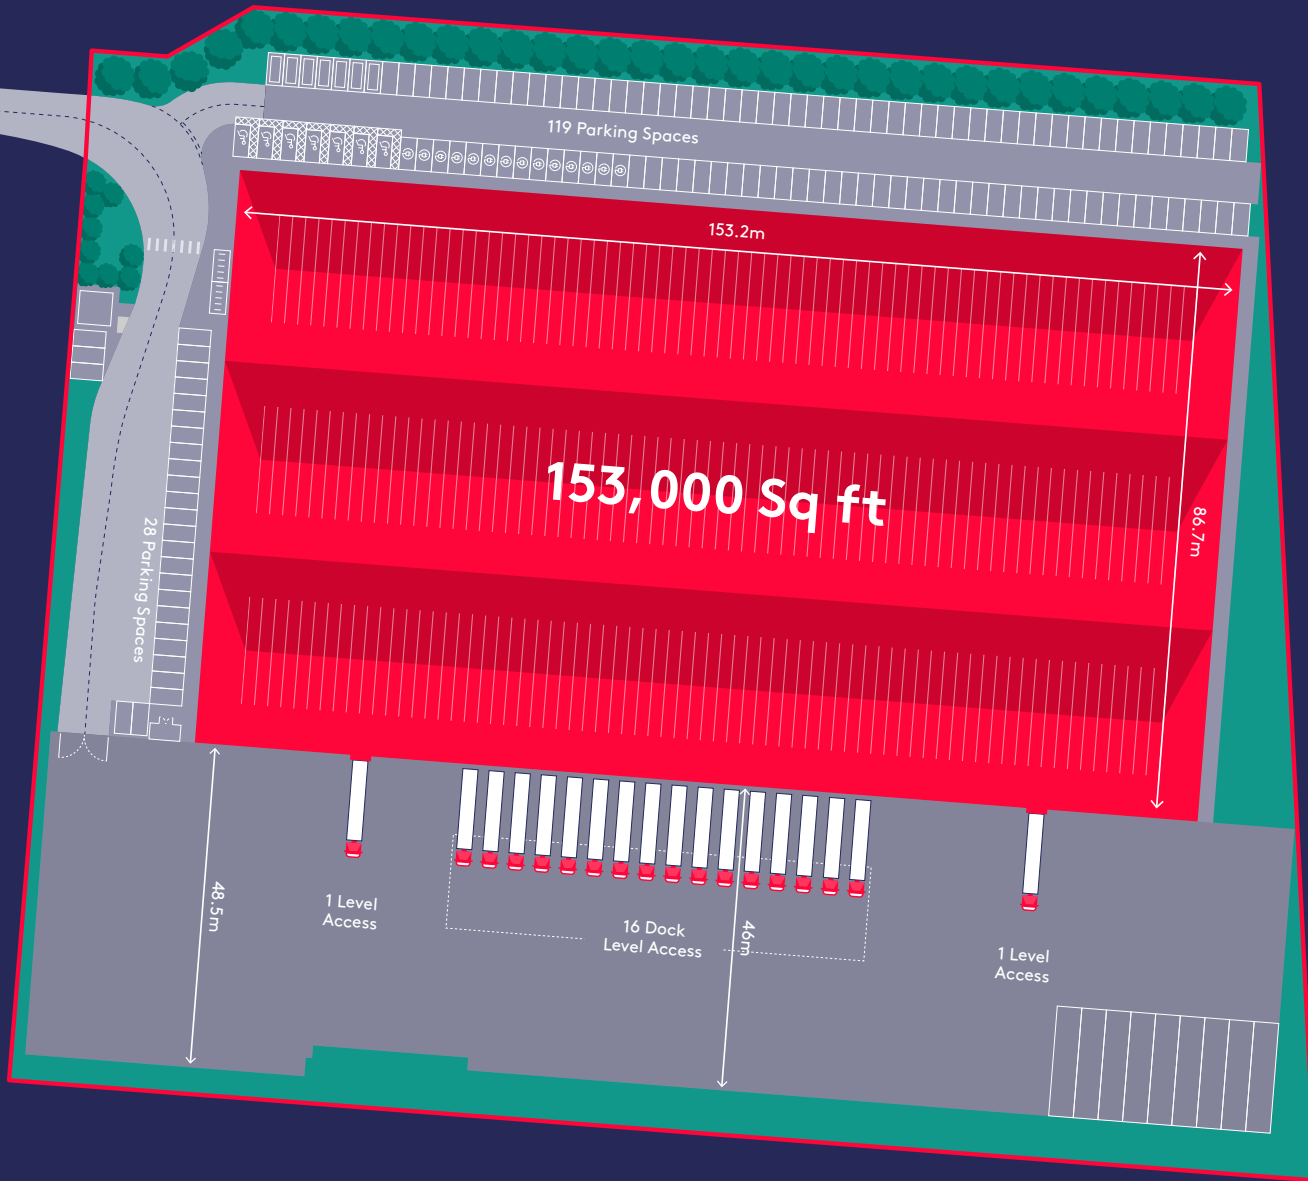 119 Parking Spaces
153.2m
153,000 Sq ft
86.7m
28 Parking Spaces
48.5m
1 Level
Access
16 Dock
Level Access
46m
1 Level
Access